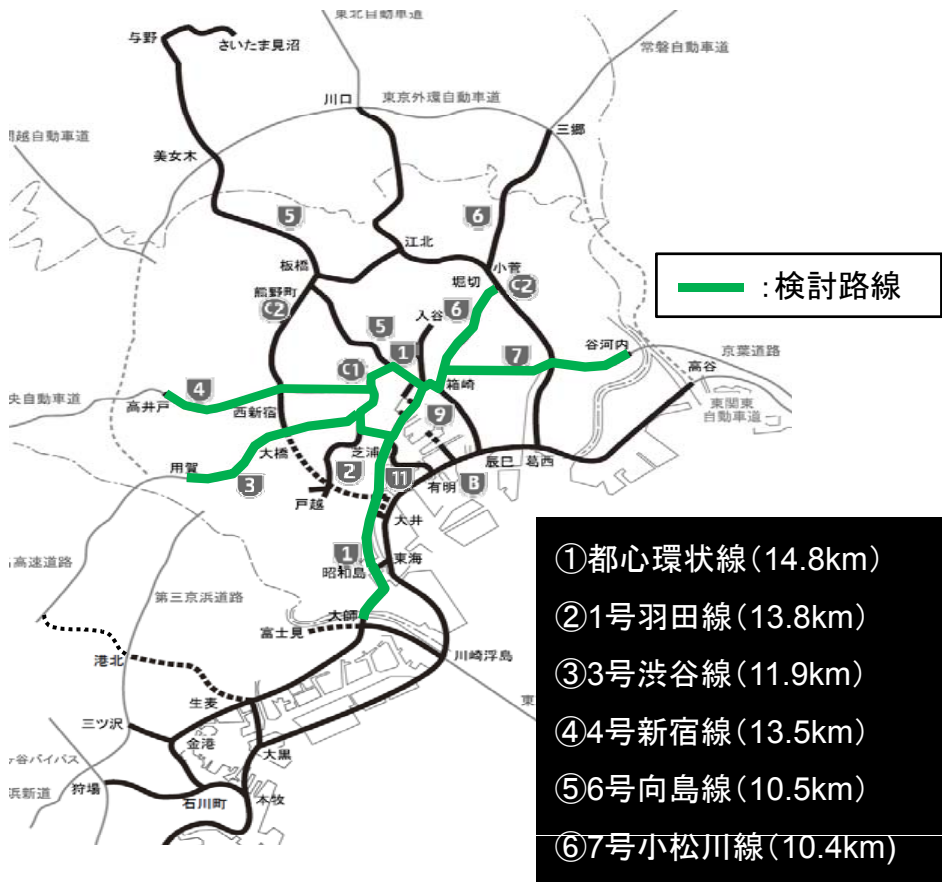 東北自動車道
与野
さいたま見沼
常磐自動車道
川口
東京外環自動車道
三郷
関越自動車道
美女木
5
6
江北
板橋
小菅
堀切
C2
:検討路線
熊野町
C2
入谷
6
5
1
谷河内
京葉道路
7
C1
高谷
4
箱崎
央自動車道
高井戸
西新宿
9
東関東
自動車道
大橋
芝浦
辰巳
葛西
用賀
3
2
11
有明
B
戸越
大井
1
東海
高速道路
昭和島
第三京浜道路
大師
富士見
川崎浮島
港北
東
生麦
三ツ沢
金港
大黒
ヶ谷バイパス
狩場
浜新道
石川町
本牧
①都心環状線(14.8km)
②1号羽田線(13.8km)
③3号渋谷線(11.9km)
④4号新宿線(13.5km)
⑤6号向島線(10.5km)
⑥7号小松川線(10.4km)